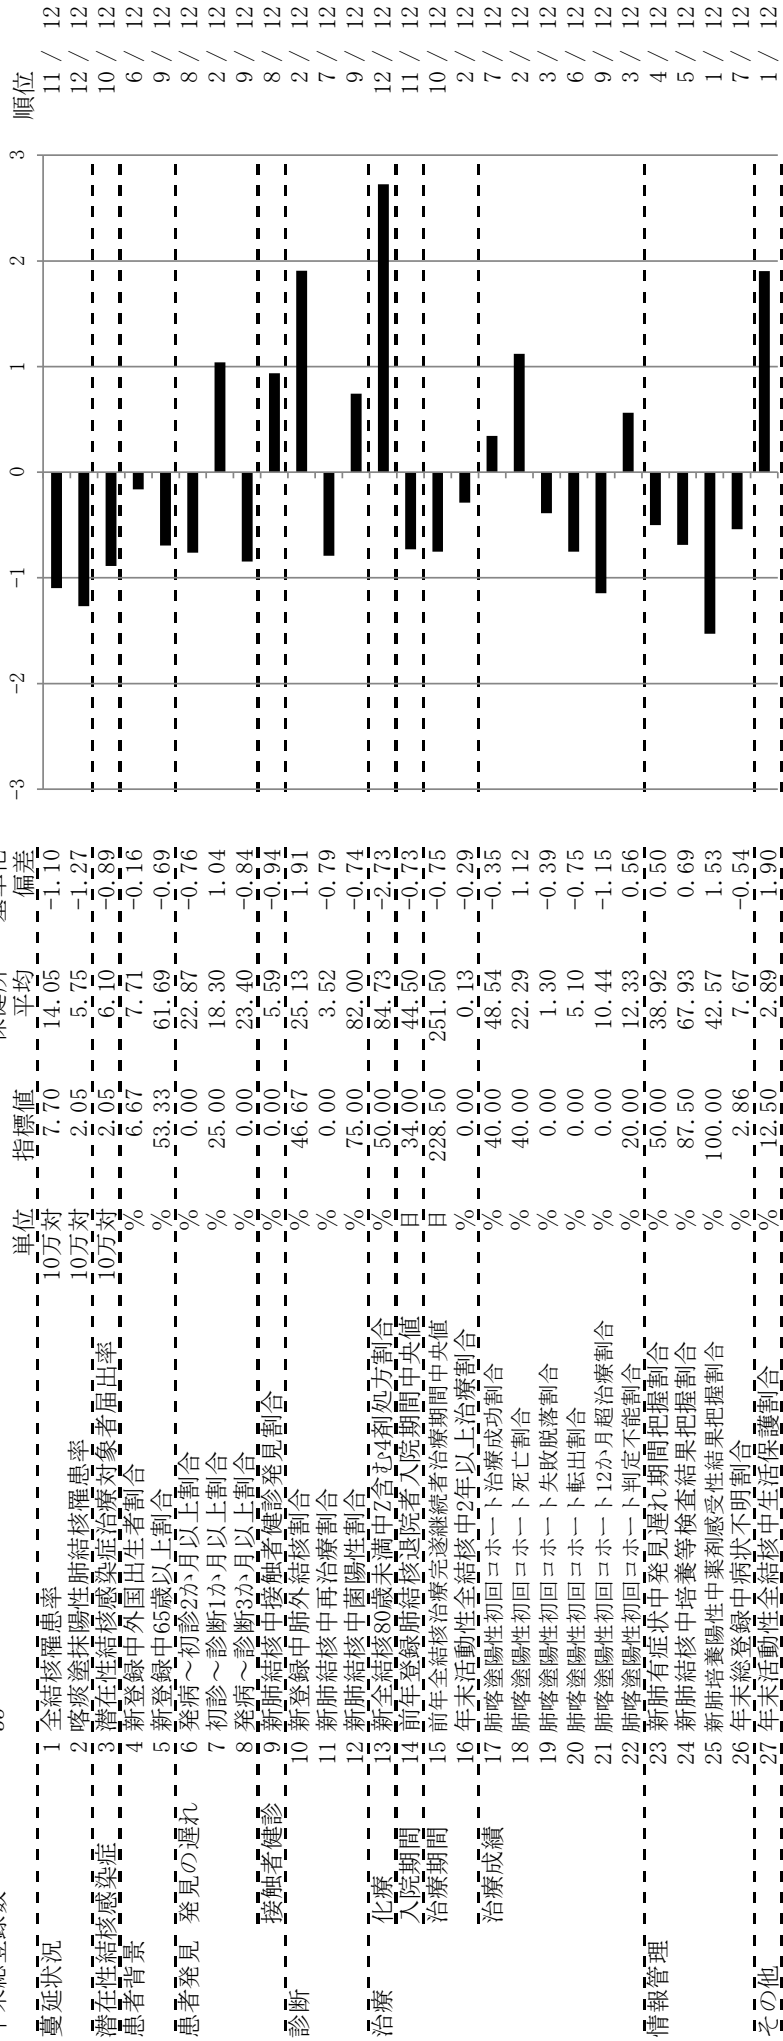 単位 指標値 平均 偏差 -3 -2 -1 0 1 2 3 順位
蔓延状況 1 全結核罹患率 10万対 7.70 14.05 -1.10 11 / 12
2 喀痰塗抹陽性肺結核罹患率 10万対 2.05 5.75 -1.27 12 / 12
潜在性結核感染症 3 潜在性結核感染症治療対象者届出率 10万対 2.05 6.10 -0.89 10 / 12
患者背景 4 新登録中外国出生者割合 % 6.67 7.71 -0.16 6 / 12
5 新登録中65歳以上割合 % 53.33 61.69 -0.69 9 / 12
患者発見 発見の遅れ 6 発病～初診2か月以上割合 % 0.00 22.87 -0.76 8 / 12
7 初診～診断1か月以上割合 % 25.00 18.30 1.04 2 / 12
8 発病～診断3か月以上割合 % 0.00 23.40 -0.84 9 / 12
接触者健診 9 新肺結核中接触者健診発見割合 % 0.00 5.59 -0.94 8 / 12
診断 10 新登録中肺外結核割合 % 46.67 25.13 1.91 2 / 12
11 新肺結核中再治療割合 % 0.00 3.52 -0.79 7 / 12
12 新肺結核中菌陽性割合 % 75.00 82.00 -0.74 9 / 12
治療 化療 13 新全結核80歳未満中Z含む4剤処方割合 % 50.00 84.73 -2.73 12 / 12
入院期間 14 前年登録肺結核退院者入院期間中央値 日 34.00 44.50 -0.73 11 / 12
治療期間 15 前年全結核治療完遂継続者治療期間中央値 日 228.50 251.50 -0.75 10 / 12
16 年末活動性全結核中2年以上治療割合 % 0.00 0.13 -0.29 2 / 12
治療成績 17 肺喀塗陽性初回コホート治療成功割合 % 40.00 48.54 -0.35 7 / 12
18 肺喀塗陽性初回コホート死亡割合 % 40.00 22.29 1.12 2 / 12
19 肺喀塗陽性初回コホート失敗脱落割合 % 0.00 1.30 -0.39 3 / 12
20 肺喀塗陽性初回コホート転出割合 % 0.00 5.10 -0.75 6 / 12
21 肺喀塗陽性初回コホート12か月超治療割合 % 0.00 10.44 -1.15 9 / 12
22 肺喀塗陽性初回コホート判定不能割合 % 20.00 12.33 0.56 3 / 12
情報管理 23 新肺有症状中発見遅れ期間把握割合 % 50.00 38.92 0.50 4 / 12
24 新肺結核中培養等検査結果把握割合 % 87.50 67.93 0.69 5 / 12
25 新肺培養陽性中薬剤感受性結果把握割合 % 100.00 42.57 1.53 1 / 12
26 年末総登録中病状不明割合 % 2.86 7.67 -0.54 7 / 12
その他 27 年末活動性全結核中生活保護割合 % 12.50 2.89 1.90 1 / 12